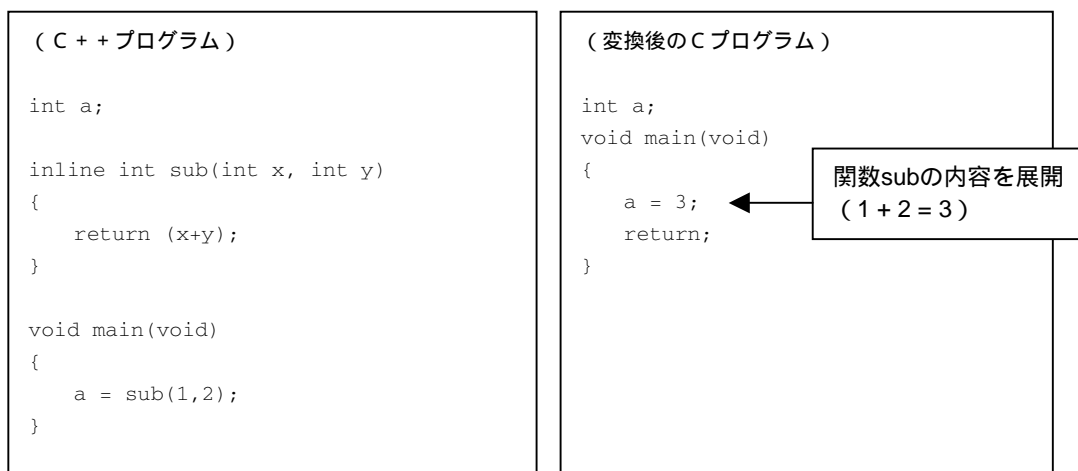 （Ｃ＋＋プログラム）
int a;
inline int sub(int x, int y)
{
return (x+y);
}
void main(void)
{
a = sub(1,2);
}
（変換後のＣプログラム）
int a;
void main(void)
{
a = 3;
return;
}
関数subの内容を展開
（１＋２＝３）